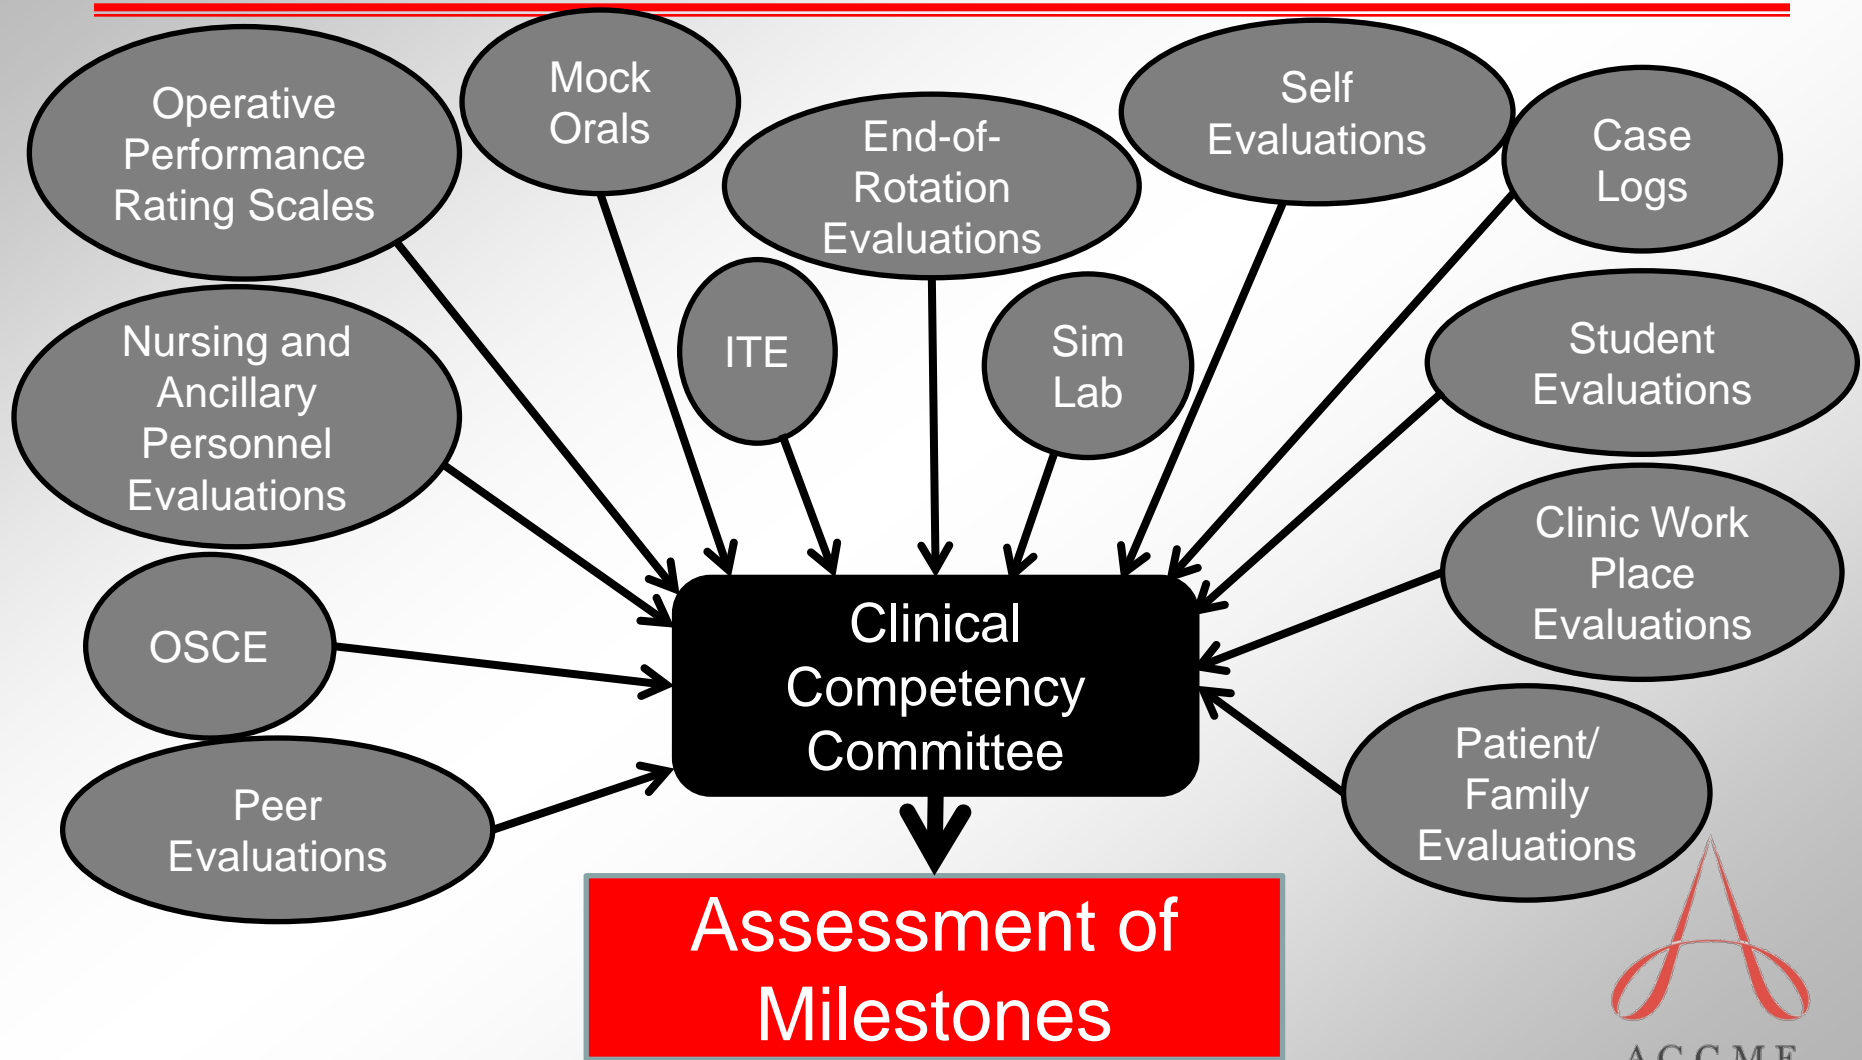 Operative
Performance
Rating Scales
Mock
Orals
End-of-
Rotation
Evaluations
Self
Evaluations
Case
Logs
Nursing and
Ancillary
Personnel
Evaluations
ITE
Sim
Lab
Student
Evaluations
Clinic Work
Place
Evaluations
OSCE
Clinical
Competency
Committee
Peer
Evaluations
Patient/
Family
Evaluations
Assessment of
Milestones